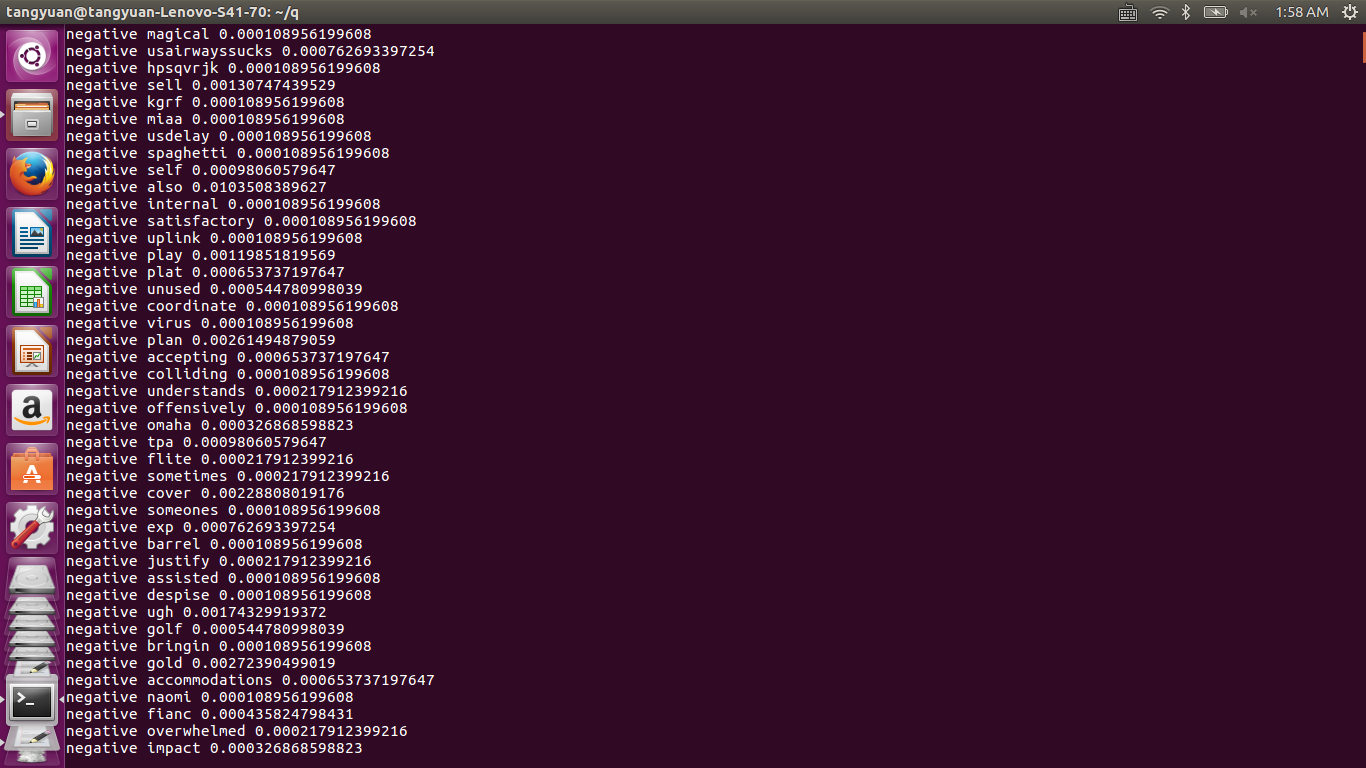 tangyuan@tangyuan-Lenovo-S41-70: ~/q
1:58 AM
negative magical 0.000108956199608
negative usairwayssucks 0.000762693397254
negative hpsqvrjk 0.000108956199608
negative sell 0.00130747439529
negative kgrf 0.000108956199608
negative miaa 0.000108956199608
negative usdelay 0.000108956199608
negative spaghetti 0.000108956199608
negative self 0.00098060579647
negative also 0.0103508389627
negative internal 0.000108956199608
negative satisfactory 0.000108956199608
negative uplink 0.000108956199608
negative play 0.00119851819569
negative plat 0.000653737197647
negative unused 0.000544780998039
negative coordinate 0.000108956199608
negative virus 0.000108956199608
negative plan 0.00261494879059
negative accepting 0.000653737197647
negative colliding 0.000108956199608
negative understands 0.000217912399216
negative offensively 0.000108956199608
negative omaha 0.000326868598823
negative tpa 0.00098060579647
negative flite 0.000217912399216
negative sometimes 0.000217912399216
negative cover 0.00228808019176
negative someones 0.000108956199608
negative exp 0.000762693397254
negative barrel 0.000108956199608
negative justify 0.000217912399216
negative assisted 0.000108956199608
negative despise 0.000108956199608
negative ugh 0.00174329919372
negative golf 0.000544780998039
negative bringin 0.000108956199608
negative gold 0.00272390499019
negative accommodations 0.000653737197647
negative naomi 0.000108956199608
negative fianc 0.000435824798431
negative overwhelmed 0.000217912399216
negative impact 0.000326868598823